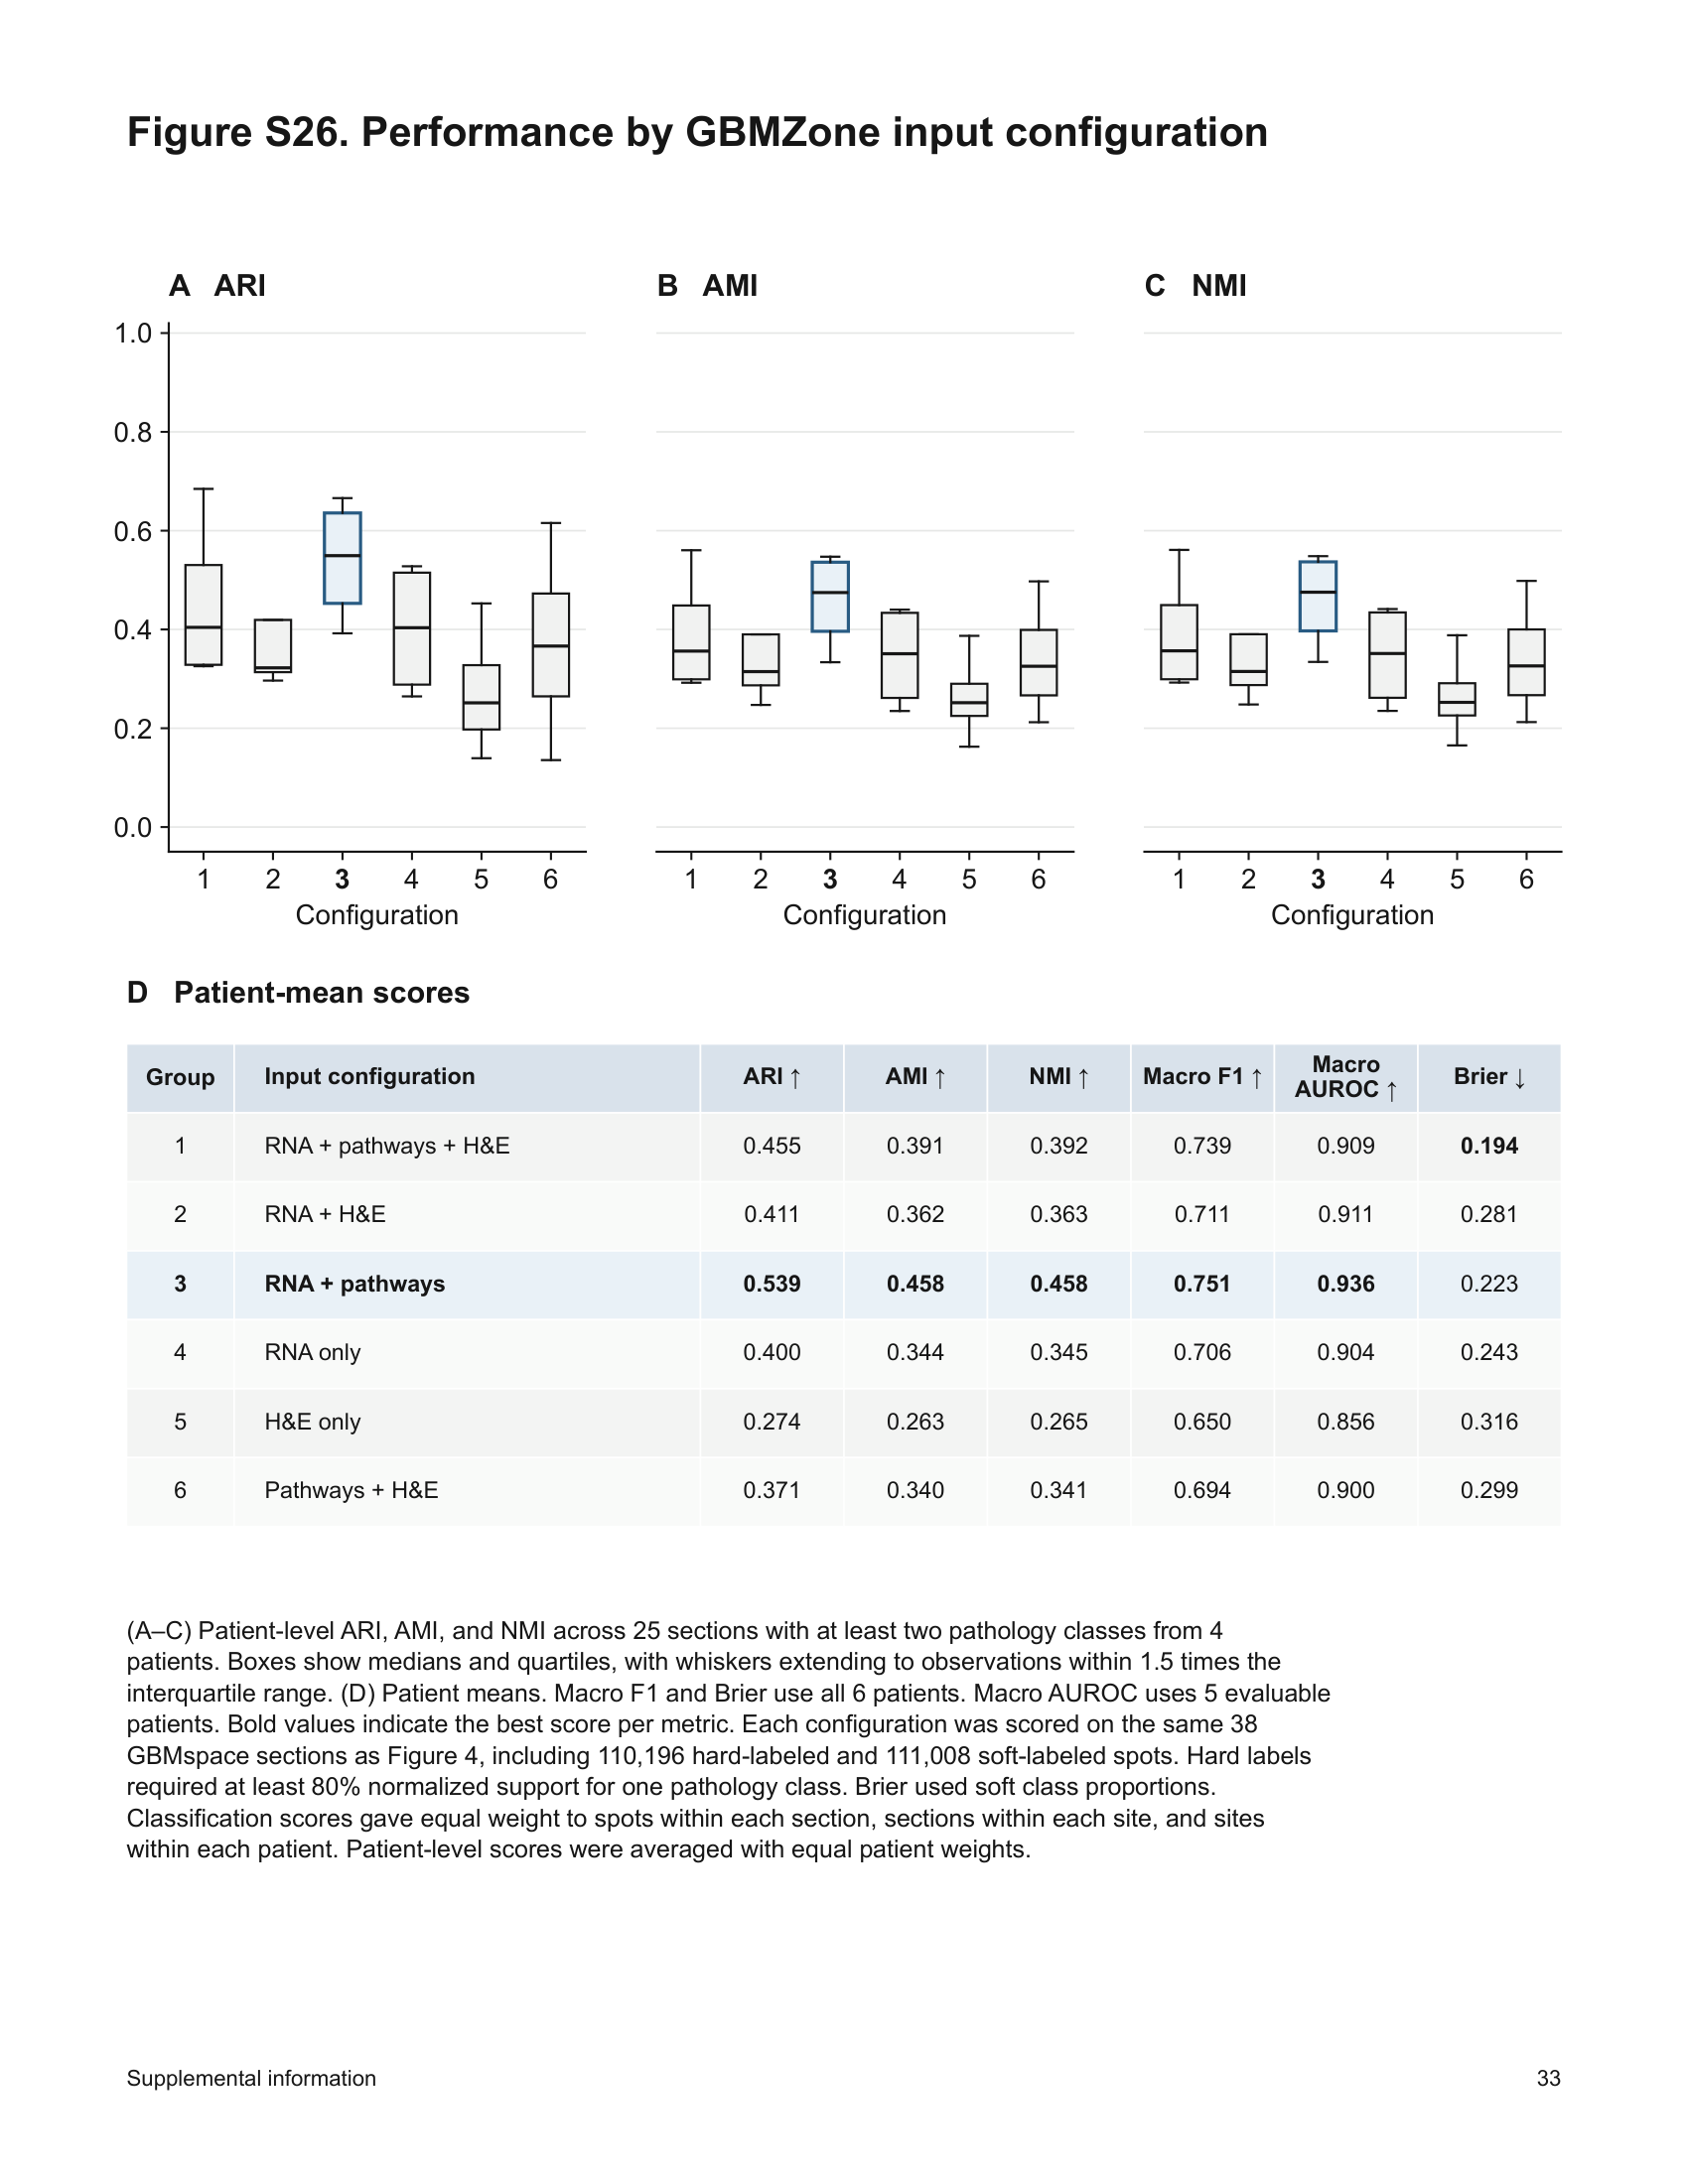 Figure S26. Performance by GBMZone input configuration
A ARI
B AMI
C NMI
1.0
0.8
0.6
0.4
0.2
0.0
1 2 3 4 5 6
Configuration
1 2 3 4 5 6
Configuration
1 2 3 4 5 6
Configuration
D Patient-mean scores
Group Input configuration ARI ↑ AMI ↑ NMI ↑ Macro F1 ↑ Macro AUROC ↑ Brier ↓
1 RNA + pathways + H&E 0.455 0.391 0.392 0.739 0.909 0.194
2 RNA + H&E 0.411 0.362 0.363 0.711 0.911 0.281
3 RNA + pathways 0.539 0.458 0.458 0.751 0.936 0.223
4 RNA only 0.400 0.344 0.345 0.706 0.904 0.243
5 H&E only 0.274 0.263 0.265 0.650 0.856 0.316
6 Pathways + H&E 0.371 0.340 0.341 0.694 0.900 0.299
(A–C) Patient-level ARI, AMI, and NMI across 25 sections with at least two pathology classes from 4
patients. Boxes show medians and quartiles, with whiskers extending to observations within 1.5 times the
interquartile range. (D) Patient means. Macro F1 and Brier use all 6 patients. Macro AUROC uses 5 evaluable
patients. Bold values indicate the best score per metric. Each configuration was scored on the same 38
GBMspace sections as Figure 4, including 110,196 hard-labeled and 111,008 soft-labeled spots. Hard labels
required at least 80% normalized support for one pathology class. Brier used soft class proportions.
Classification scores gave equal weight to spots within each section, sections within each site, and sites
within each patient. Patient-level scores were averaged with equal patient weights.
Supplemental information
33